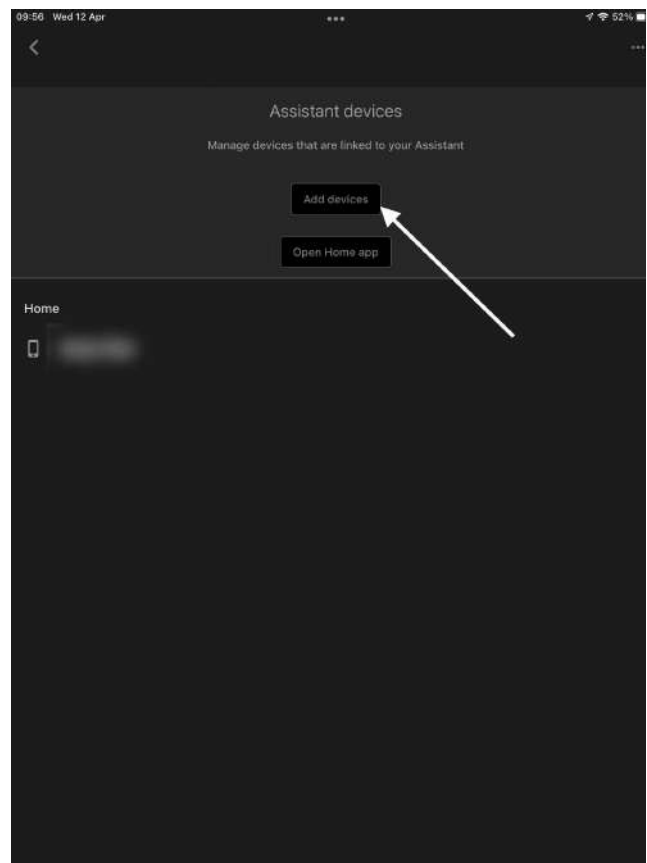 09:56 Wed 12 Apr
52%
Assistant devices
Manage devices that are linked to your Assistant
Add devices
Open Home app
Home